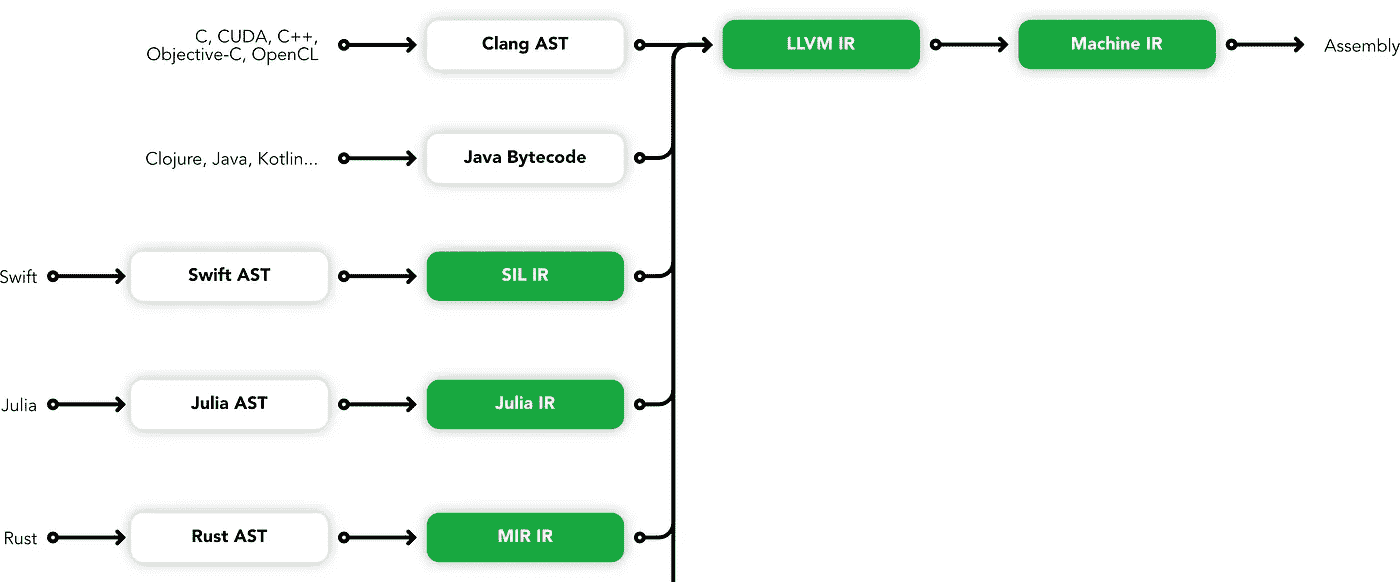 C, CUDA, C++,
Objective-C, OpenCL
Clang AST
LLVM IR
Machine IR
Assembly
Clojure, Java, Kotlin...
Java Bytecode
Swift
Swift AST
SIL IR
Julia
Julia AST
Julia IR
Rust
Rust AST
MIR IR